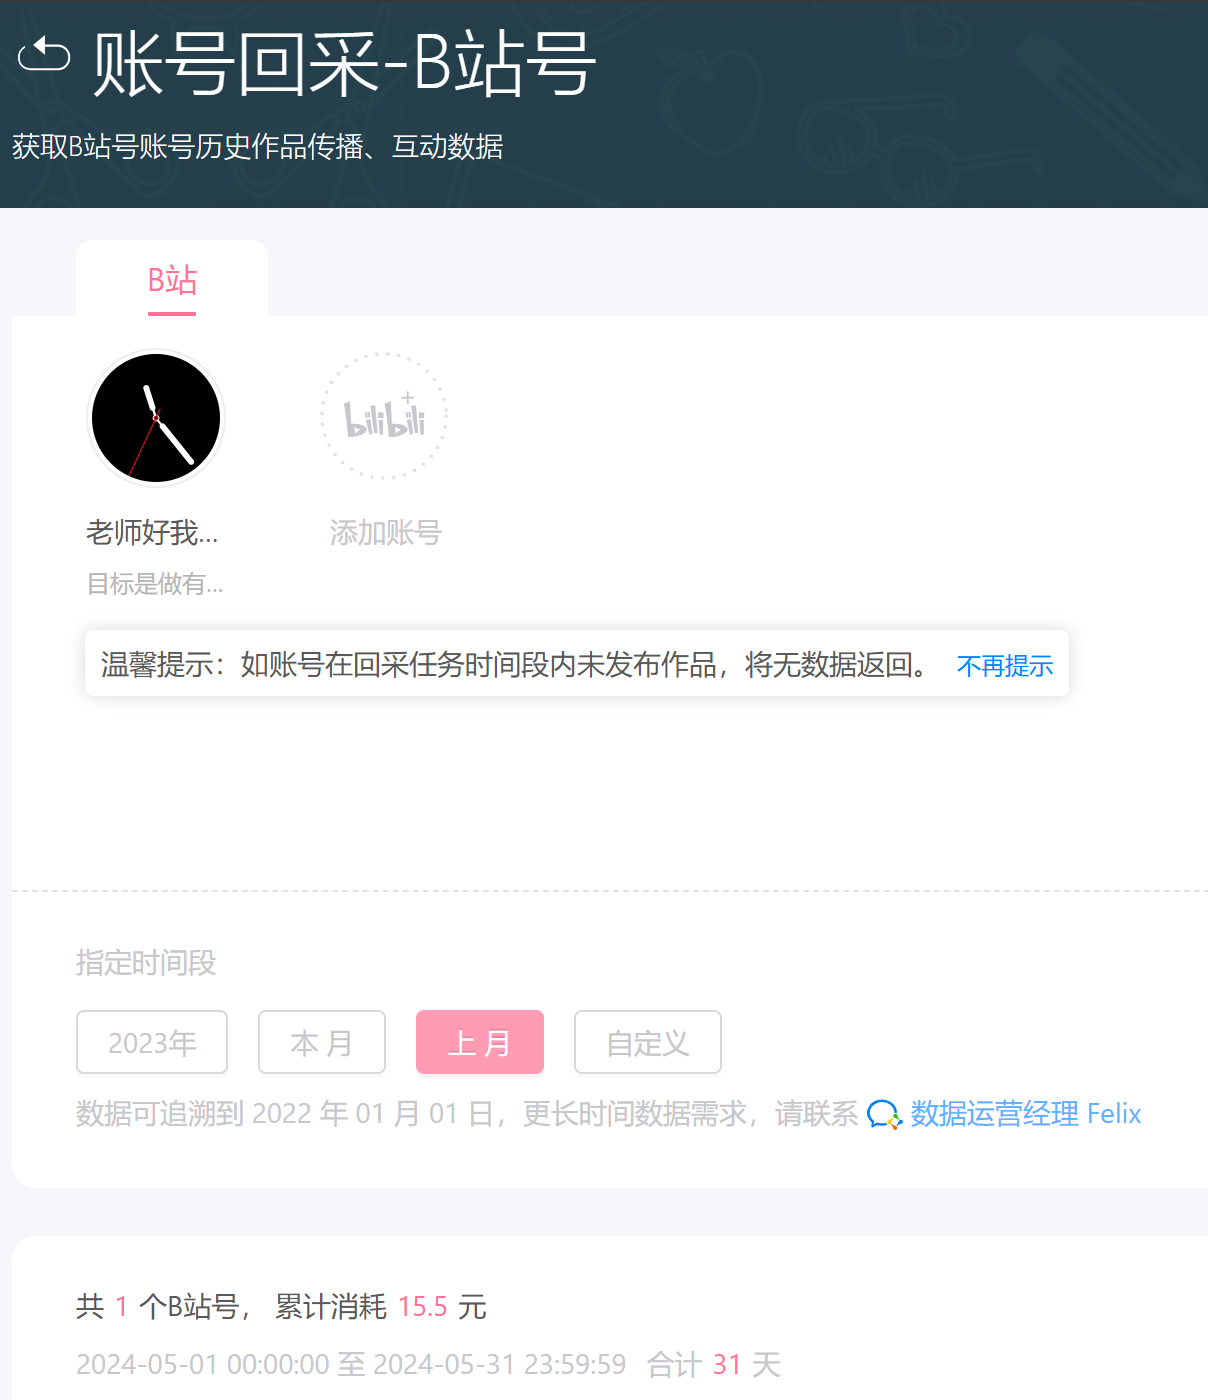 账号回采-B站号
获取B站号账号历史作品传播、互动数据
B站
bilibili
老师好我...
添加账号
目标是做有...
温馨提示：如账号在回采任务时间段内未发布作品，将无数据返回。 不再提示
指定时间段
2023年 本 月 上 月 自定义
数据可追溯到 2022 年 01 月 01 日，更长时间数据需求，请联系 数据运营经理 Felix
共 1 个B站号， 累计消耗 15.5 元
2024-05-01 00:00:00 至 2024-05-31 23:59:59 合计 31 天